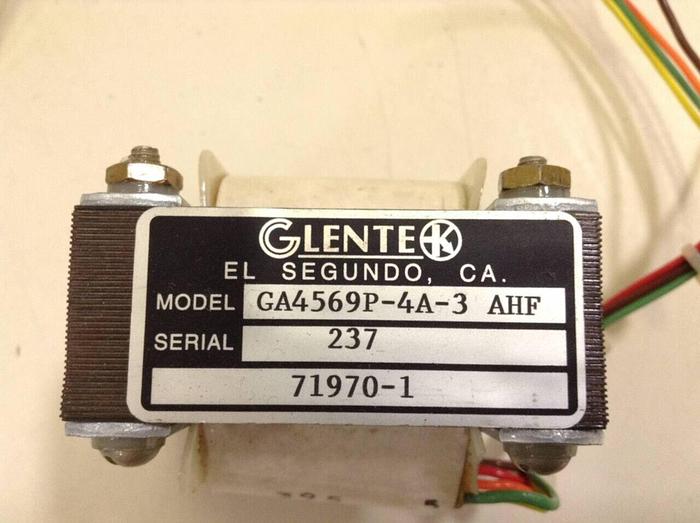 GLENTEK
EL SEGUNDO, CA.
MODEL GA4569P-4A-3 AHF
SERIAL 237
71970-1